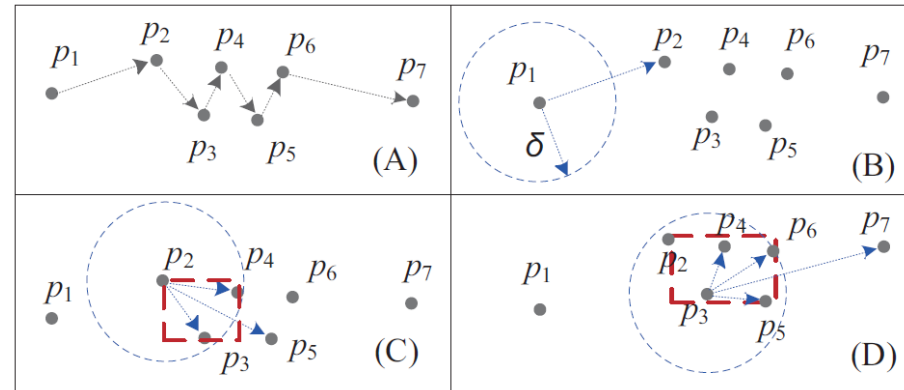 p1 p2 p3 p4 p5 p6 p7 (A)
p1 δ p2 p3 p4 p5 p6 p7 (B)
p1 p2 p3 p4 p5 p6 p7 (C)
p1 p2 p3 p4 p5 p6 p7 (D)